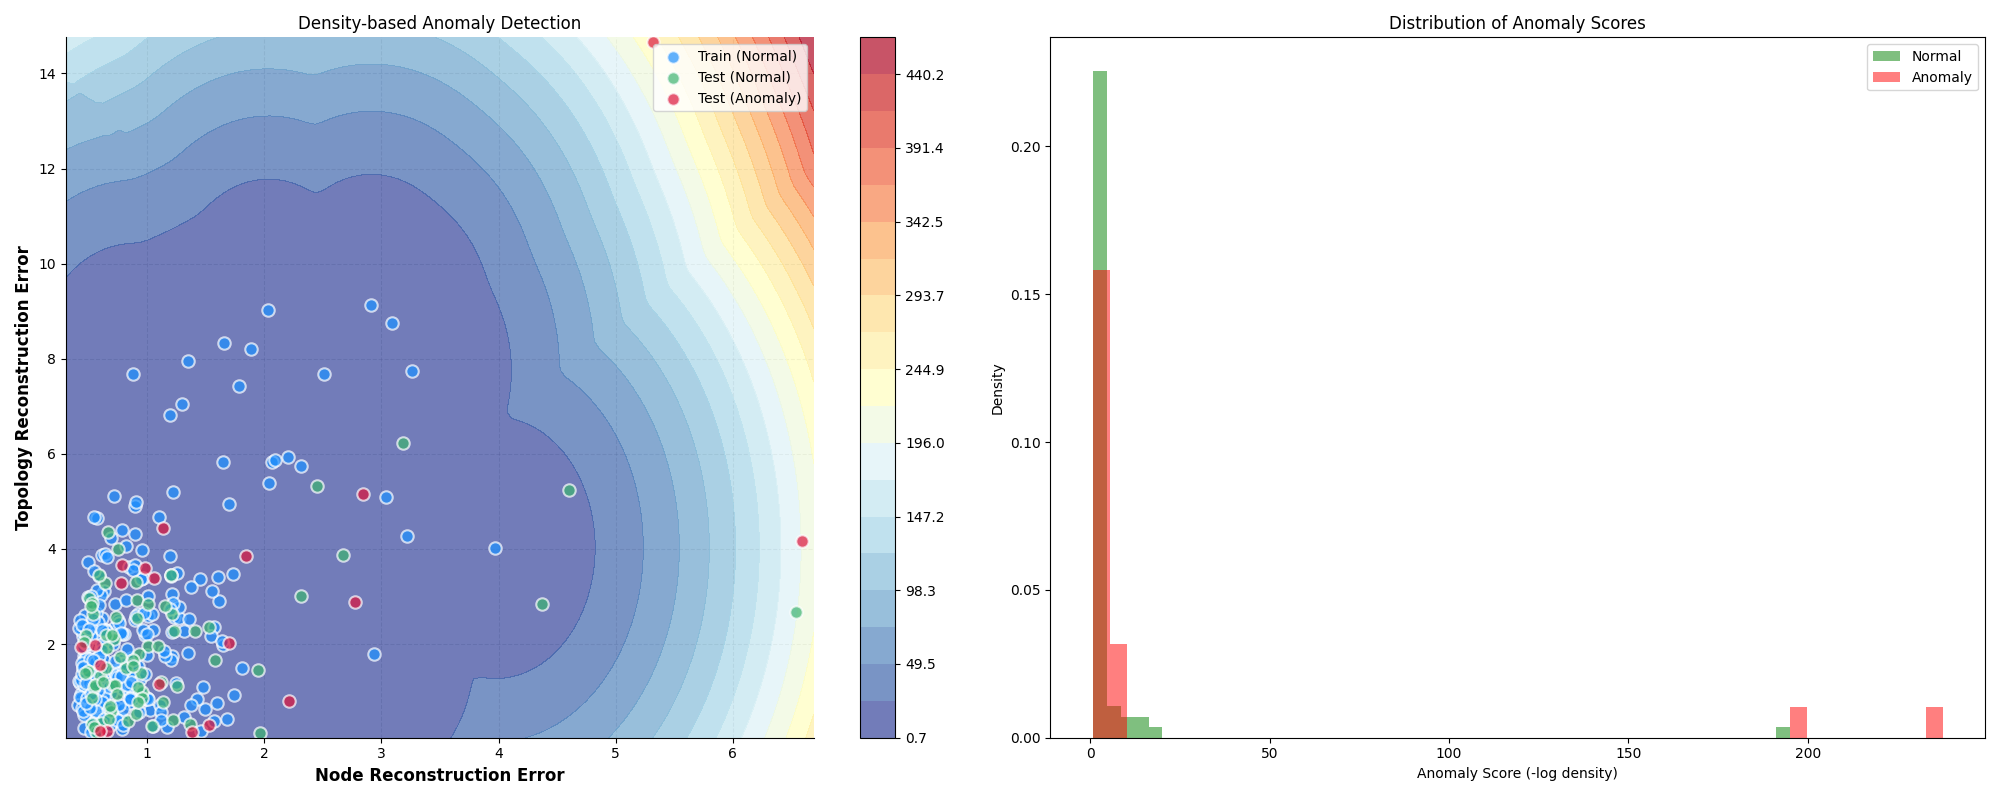 Density-based Anomaly Detection
Train (Normal)
Test (Normal)
Test (Anomaly)
Topology Reconstruction Error
14
12
10
8
6
4
2
1 2 3 4 5 6
Node Reconstruction Error
440.2
391.4
342.5
293.7
244.9
196.0
147.2
98.3
49.5
0.7
Distribution of Anomaly Scores
Normal
Anomaly
Density
0.20
0.15
0.10
0.05
0.00
0 50 100 150 200
Anomaly Score (-log density)